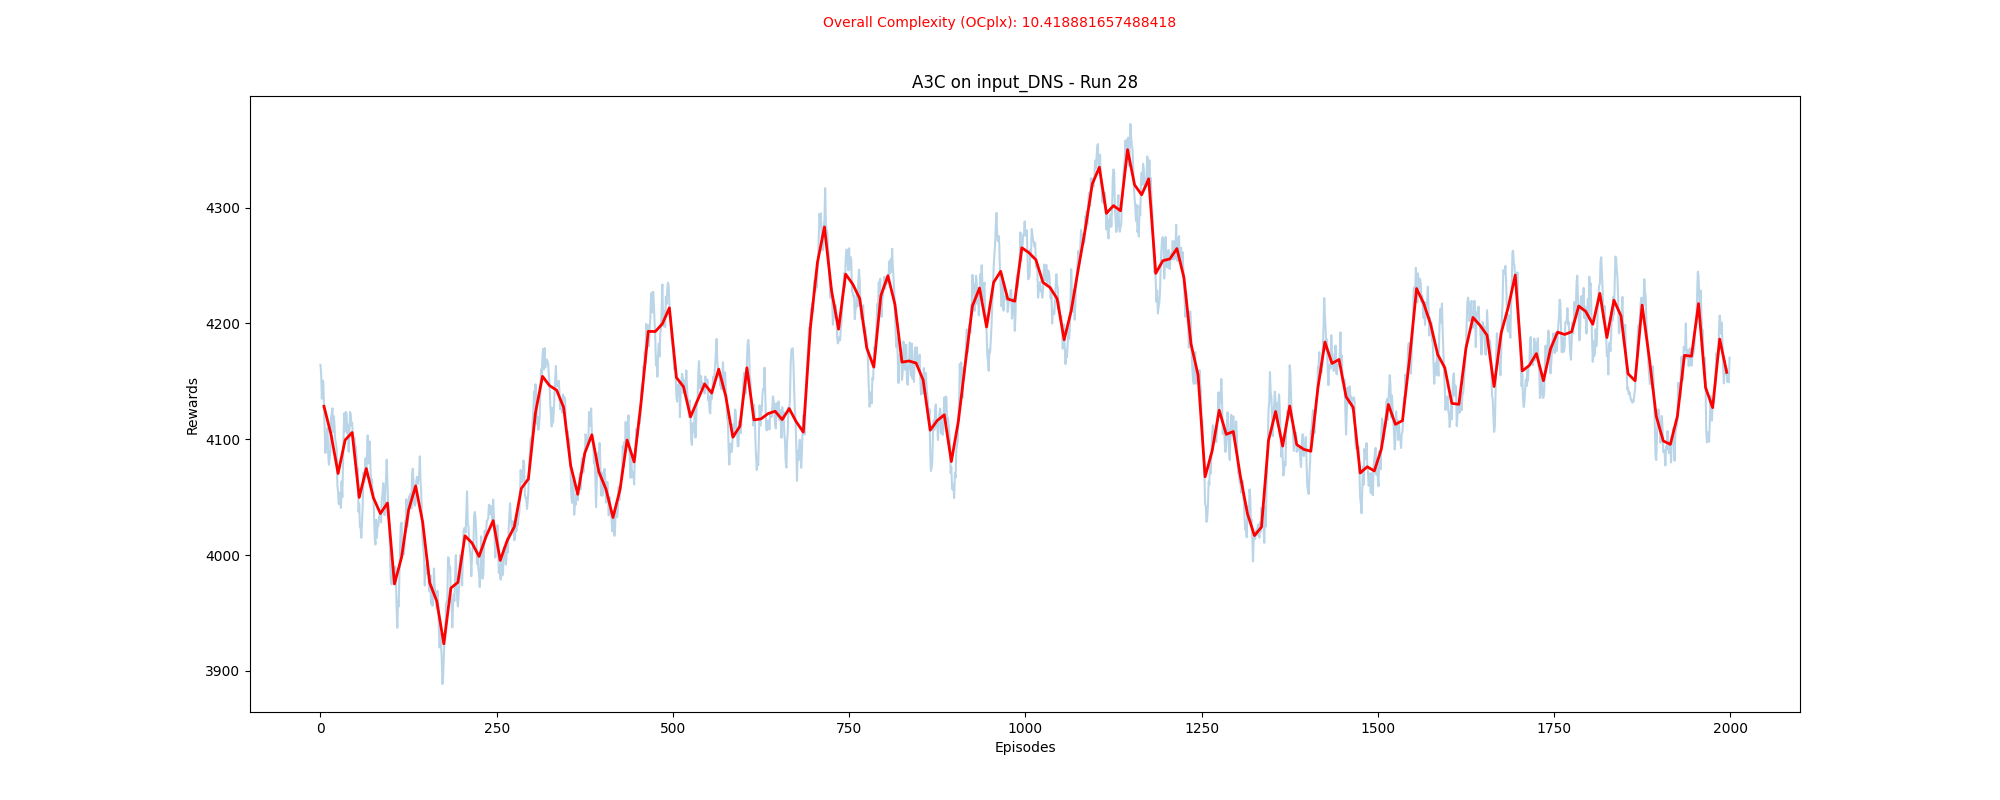 Overall Complexity (OCplx): 10.418881657488418
A3C on input_DNS - Run 28
Rewards
4300
4200
4100
4000
3900
0 250 500 750 1000 1250 1500 1750 2000
Episodes